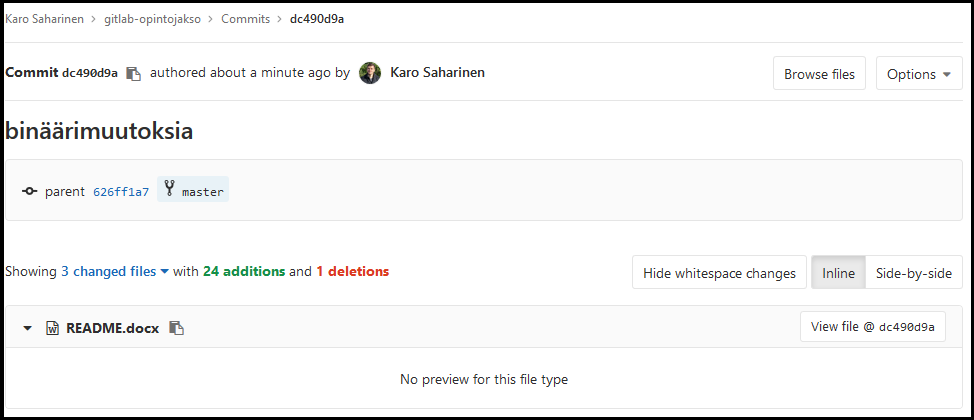 Karo Saharinen > gitlab-opintojakso > Commits > dc490d9a
Commit dc490d9a authored about a minute ago by Karo Saharinen Browse files Options
binäärimuutoksia
parent 626ff1a7 master
Showing 3 changed files with 24 additions and 1 deletions Hide whitespace changes Inline Side-by-side
README.docx View file @ dc490d9a
No preview for this file type